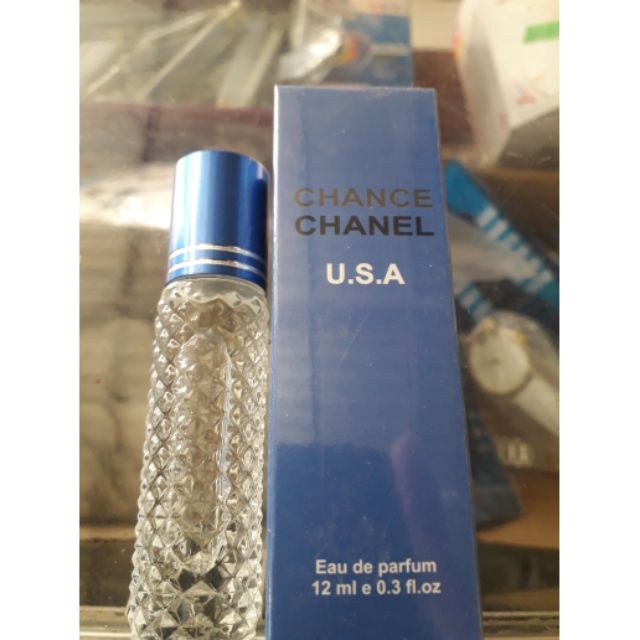 CHANCE
CHANEL
U.S.A
Eau de parfum
12 ml e 0.3 fl.oz